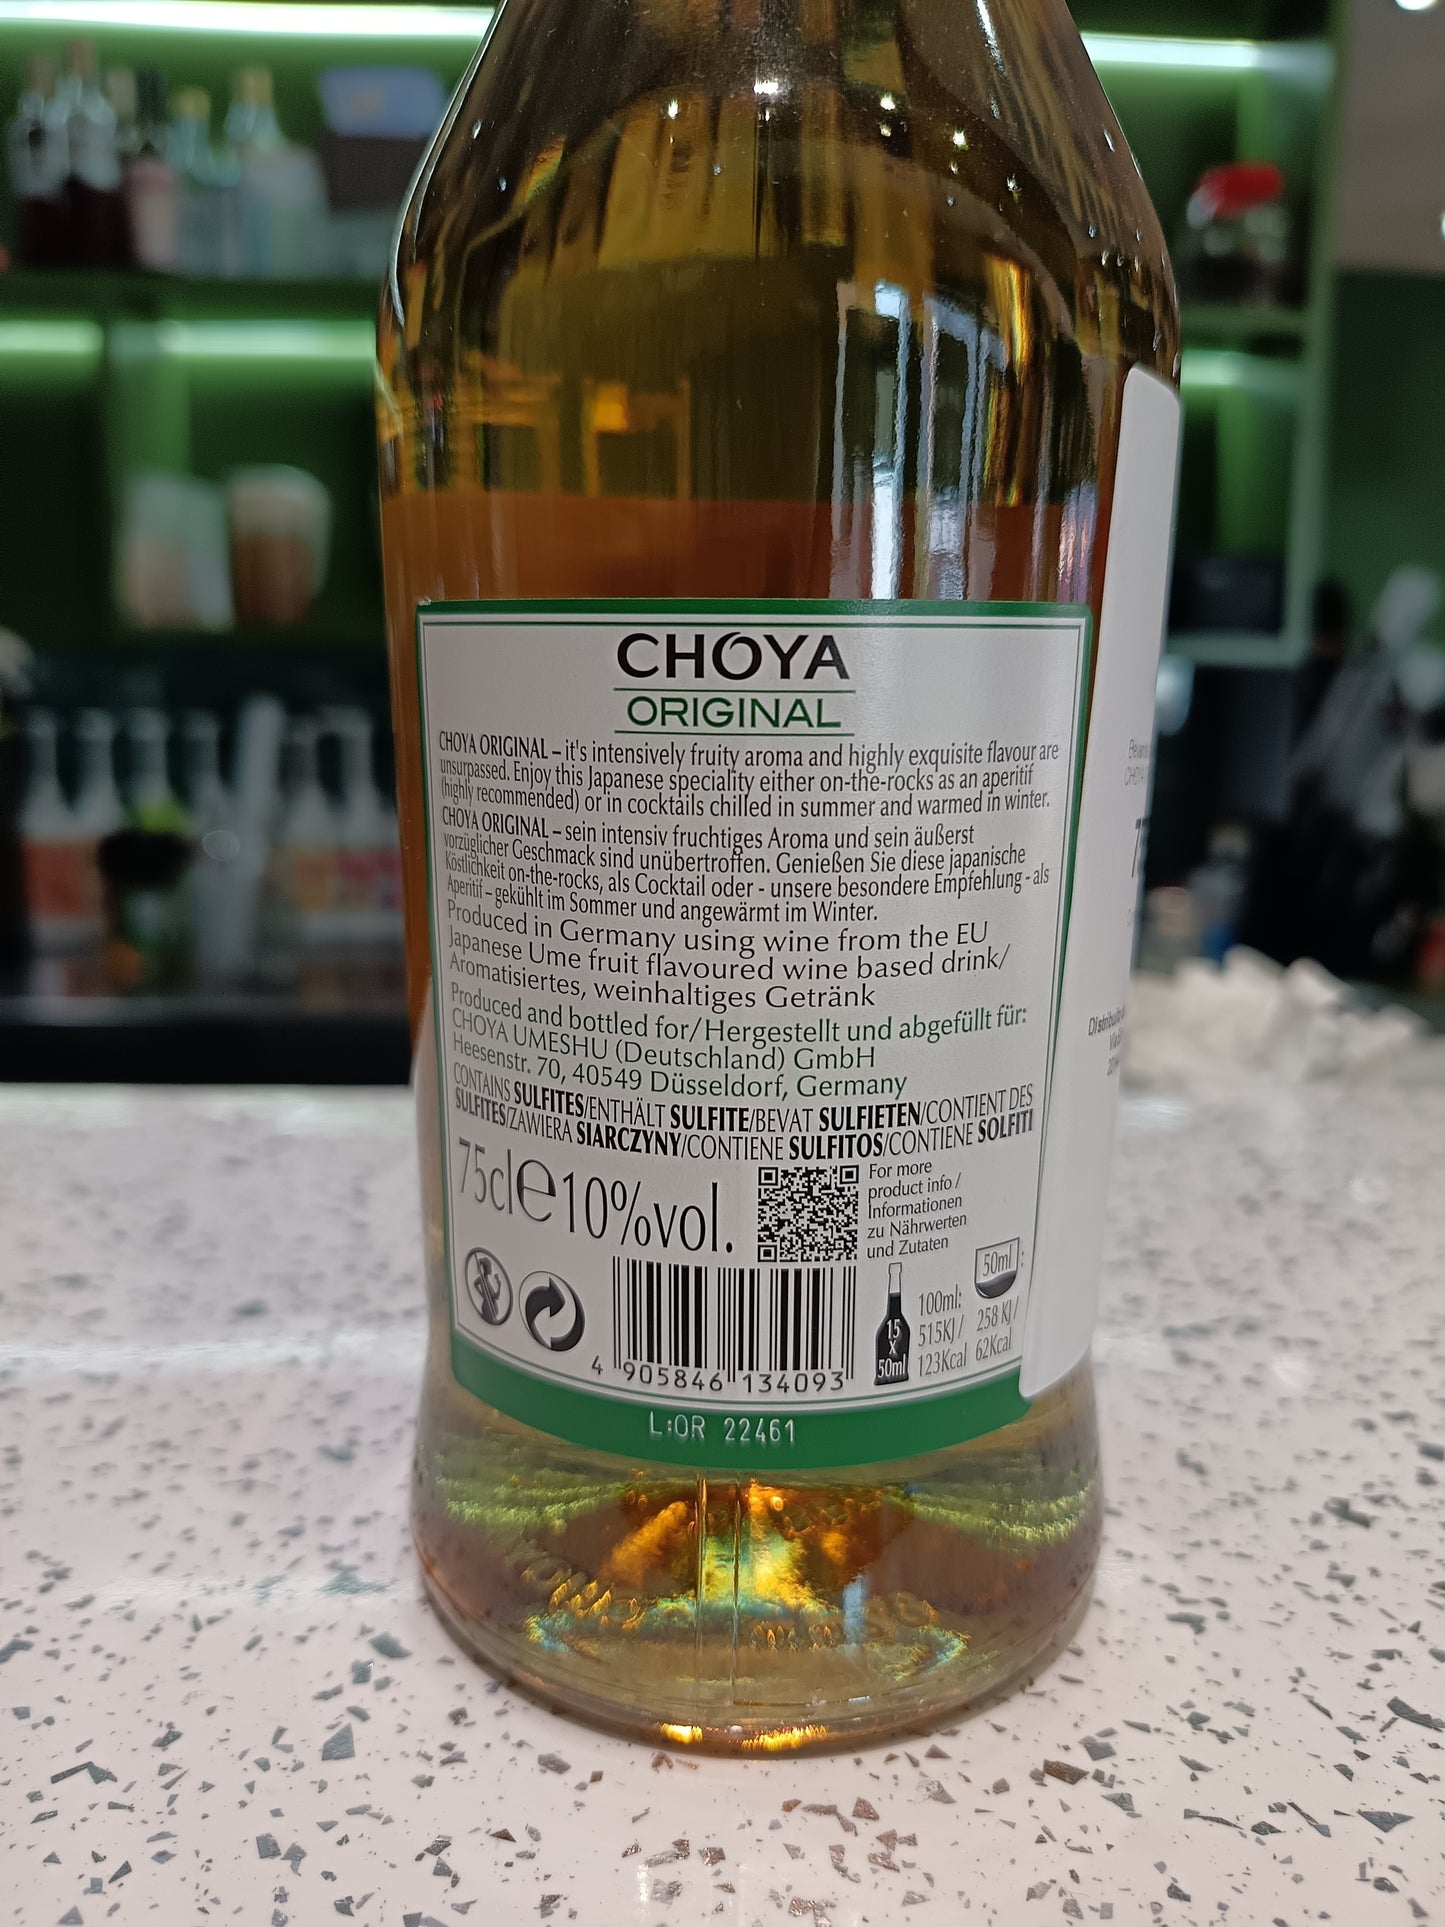 CHOYA
ORIGINAL
CHOYA ORIGINAL – it's intensively fruity aroma and highly exquisite flavour are
unsurpassed. Enjoy this Japanese speciality either on-the-rocks as an aperitif
(highly recommended) or in cocktails chilled in summer and warmed in winter.
CHOYA ORIGINAL – sein intensiv fruchtiges Aroma und sein äußerst
vorzüglicher Geschmack sind unübertroffen. Genießen Sie diese japanische
Köstlichkeit on-the-rocks, als Cocktail oder - unsere besondere Empfehlung - als
Aperitif – gekühlt im Sommer und angewärmt im Winter.
Produced in Germany using wine from the EU
Japanese Ume fruit flavoured wine based drink/
Aromatisiertes, weinhaltiges Getränk
Produced and bottled for/Hergestellt und abgefüllt für:
CHOYA UMESHU (Deutschland) GmbH
Heesenstr. 70, 40549 Düsseldorf, Germany
CONTAINS SULFITES/ENTHÄLT SULFITE/BEVAT SULFIETEN/CONTIENT DES
SULFITES/ZAWIERA SIARCZYNY/CONTIENE SULFITOS/CONTIENE SOLFITI
75cl e 10%vol.
For more
product info /
Informationen
zu Nährwerten
und Zutaten
15
x
50ml
100ml:
515KJ /
123Kcal
50ml :
258 KJ /
62Kcal
4 905846 134093
L:OR 22461